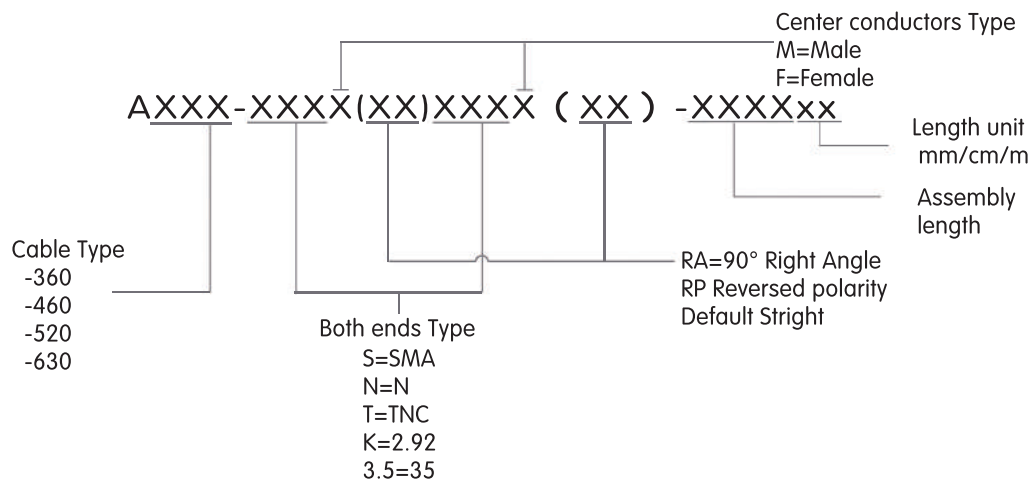 Center conductors Type
M=Male
F=Female
AXXX-XXXX(XX)XXXX (XX) -XXXXxx
Length unit
mm/cm/m
Assembly
length
Cable Type
-360
-460
-520
-630
RA=90° Right Angle
RP Reversed polarity
Default Stright
Both ends Type
S=SMA
N=N
T=TNC
K=2.92
3.5=35